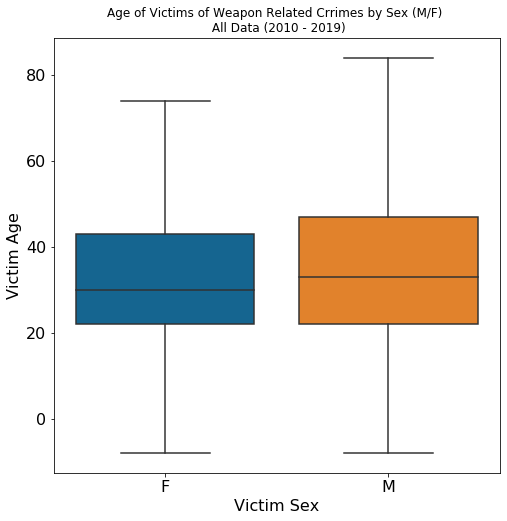 Age of Victims of Weapon Related Crrimes by Sex (M/F)
All Data (2010 - 2019)
80
60
40
20
0
Victim Age
F
M
Victim Sex